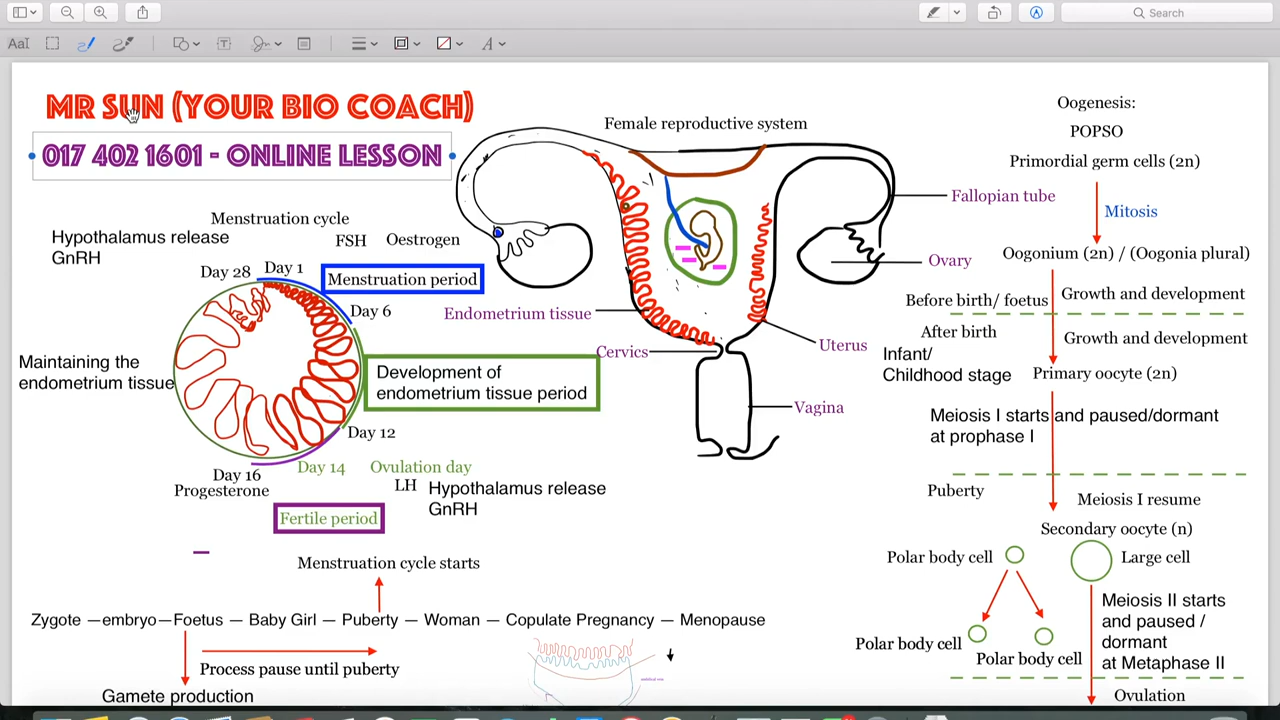 Search
AaI
T
A
MR SUN (YOUR BIO COACH)
017 402 1601 - ONLINE LESSON
Menstruation cycle
Hypothalamus release
GnRH
FSH
Oestrogen
Day 28
Day 1
Menstruation period
Day 6
Maintaining the
endometrium tissue
Development of
endometrium tissue period
Day 12
Day 14
Ovulation day
Day 16
Progesterone
LH
Hypothalamus release
GnRH
Fertile period
Female reproductive system
Fallopian tube
Ovary
Endometrium tissue
Cervics
Uterus
Vagina
Oogenesis:
POPSO
Primordial germ cells (2n)
Mitosis
Oogonium (2n) / (Oogonia plural)
Before birth/ foetus
Growth and development
After birth
Growth and development
Infant/
Childhood stage
Primary oocyte (2n)
Meiosis I starts and paused/dormant
at prophase I
Puberty
Meiosis I resume
Secondary oocyte (n)
Polar body cell
Large cell
Meiosis II starts
and paused /
dormant
at Metaphase II
Polar body cell
Polar body cell
Ovulation
Menstruation cycle starts
Zygote —embryo—Foetus — Baby Girl — Puberty — Woman — Copulate Pregnancy — Menopause
Process pause until puberty
Gamete production